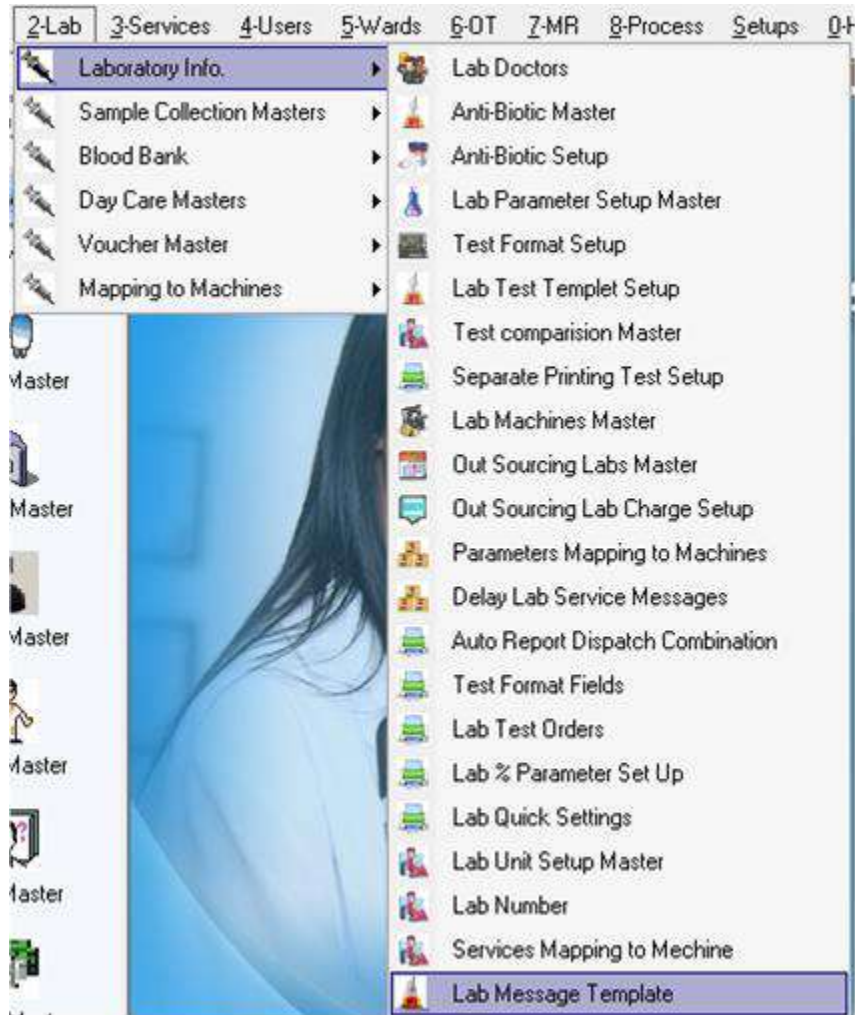 2-Lab 3-Services 4-Users 5-Wards 6-OT 7-MR 8-Process Setups
Laboratory Info.
Sample Collection Masters
Blood Bank
Day Care Masters
Voucher Master
Mapping to Machines
Lab Doctors
Anti-Biotic Master
Anti-Biotic Setup
Lab Parameter Setup Master
Test Format Setup
Lab Test Templet Setup
Test comparision Master
Separate Printing Test Setup
Lab Machines Master
Out Sourcing Labs Master
Out Sourcing Lab Charge Setup
Parameters Mapping to Machines
Delay Lab Service Messages
Auto Report Dispatch Combination
Test Format Fields
Lab Test Orders
Lab % Parameter Set Up
Lab Quick Settings
Lab Unit Setup Master
Lab Number
Services Mapping to Mechine
Lab Message Template
Master
Master
Master
Master
Master